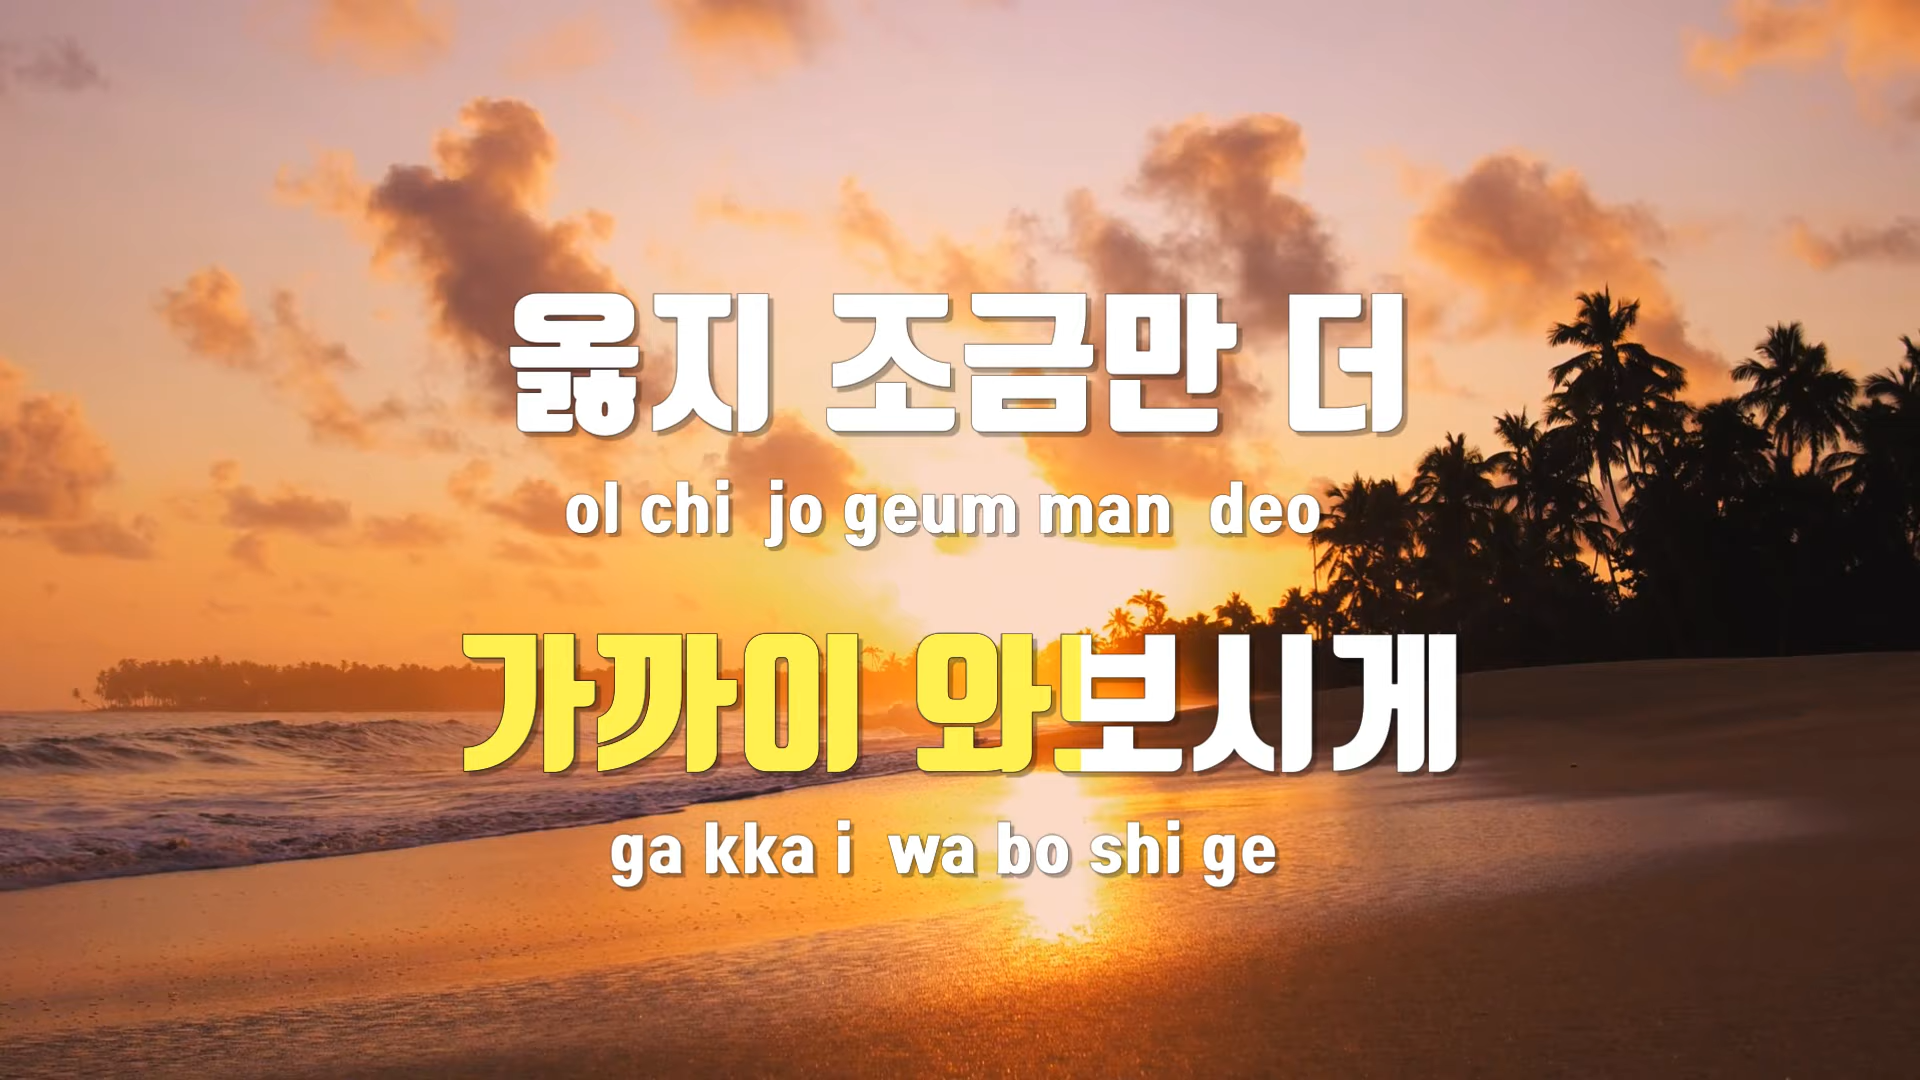 옳지 조금만 더
ol chi jo geum man deo
가까이 와보시게
ga kka i wa bo shi ge